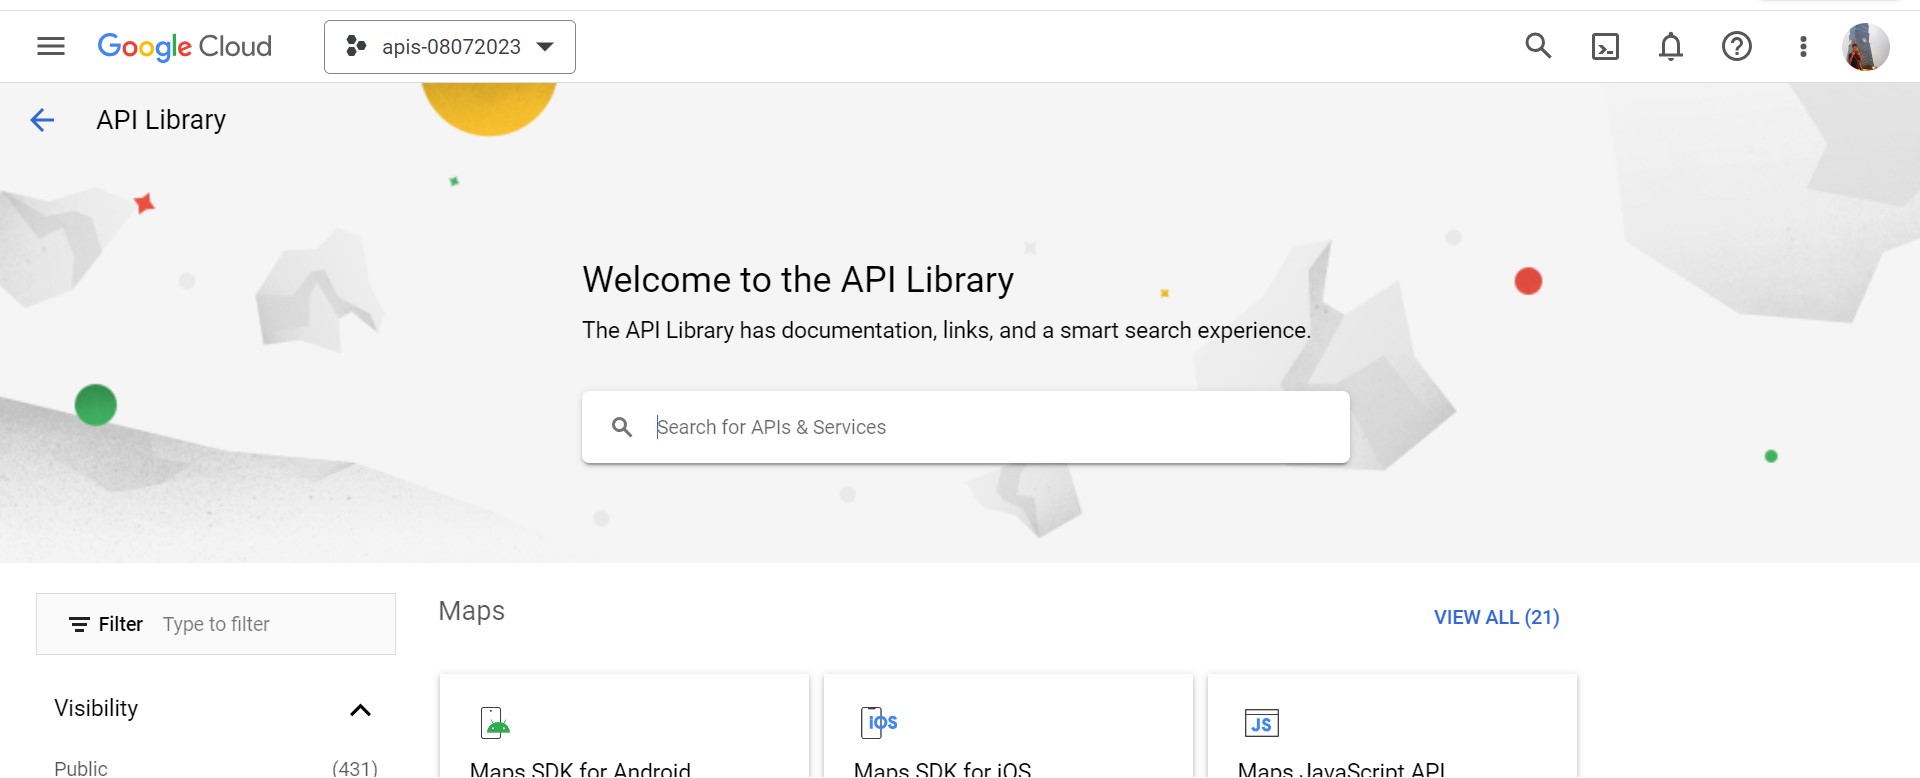 Google Cloud
apis-08072023
API Library
Welcome to the API Library
The API Library has documentation, links, and a smart search experience.
Search for APIs & Services
Filter Type to filter
Maps
VIEW ALL (21)
Visibility
Public (431)
iOS
JS
Maps SDK for Android
Maps SDK for iOS
Maps JavaScript API